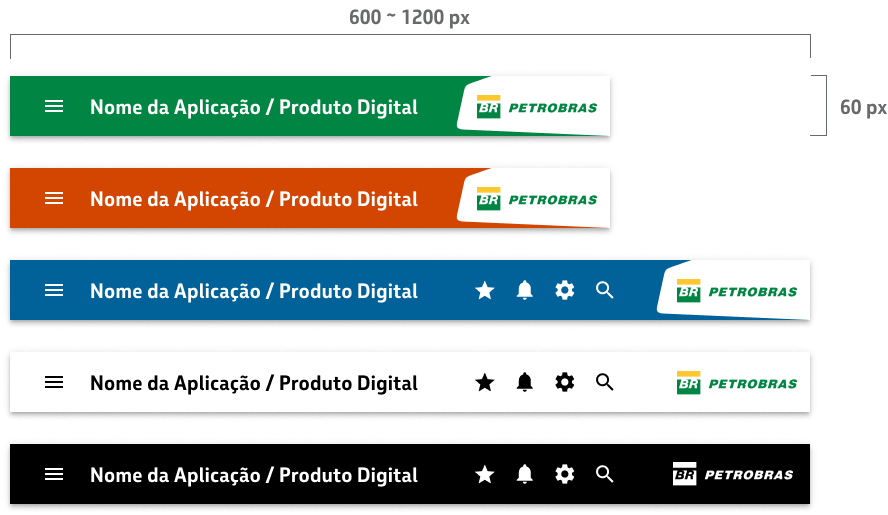 600 ~ 1200 px
60 px
Nome da Aplicação / Produto Digital BR PETROBRAS
Nome da Aplicação / Produto Digital BR PETROBRAS
Nome da Aplicação / Produto Digital BR PETROBRAS
Nome da Aplicação / Produto Digital BR PETROBRAS
Nome da Aplicação / Produto Digital BR PETROBRAS